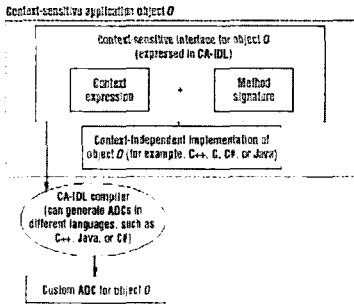 Context-sensitive application object O
Context-sensitive interface for object O
(expressed in CA-IDL)
Context
expression
+
Method
signature
Context-independent implementation of
object O (for example, C++, C, C#, or Java)
CA-IDL compiler
(can generate ADCs in
different languages, such as
C++, Java, or C#)
Custom ADC for object O